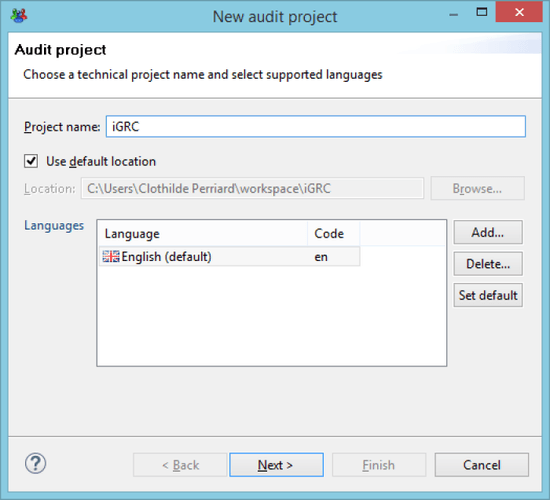 New audit project
Audit project
Choose a technical project name and select supported languages
Project name: iGRC
Use default location
Location: C:\Users\Clothilde Perriard\workspace\iGRC Browse...
Languages Language Code Add...
English (default) en Delete...
Set default
< Back Next > Finish Cancel